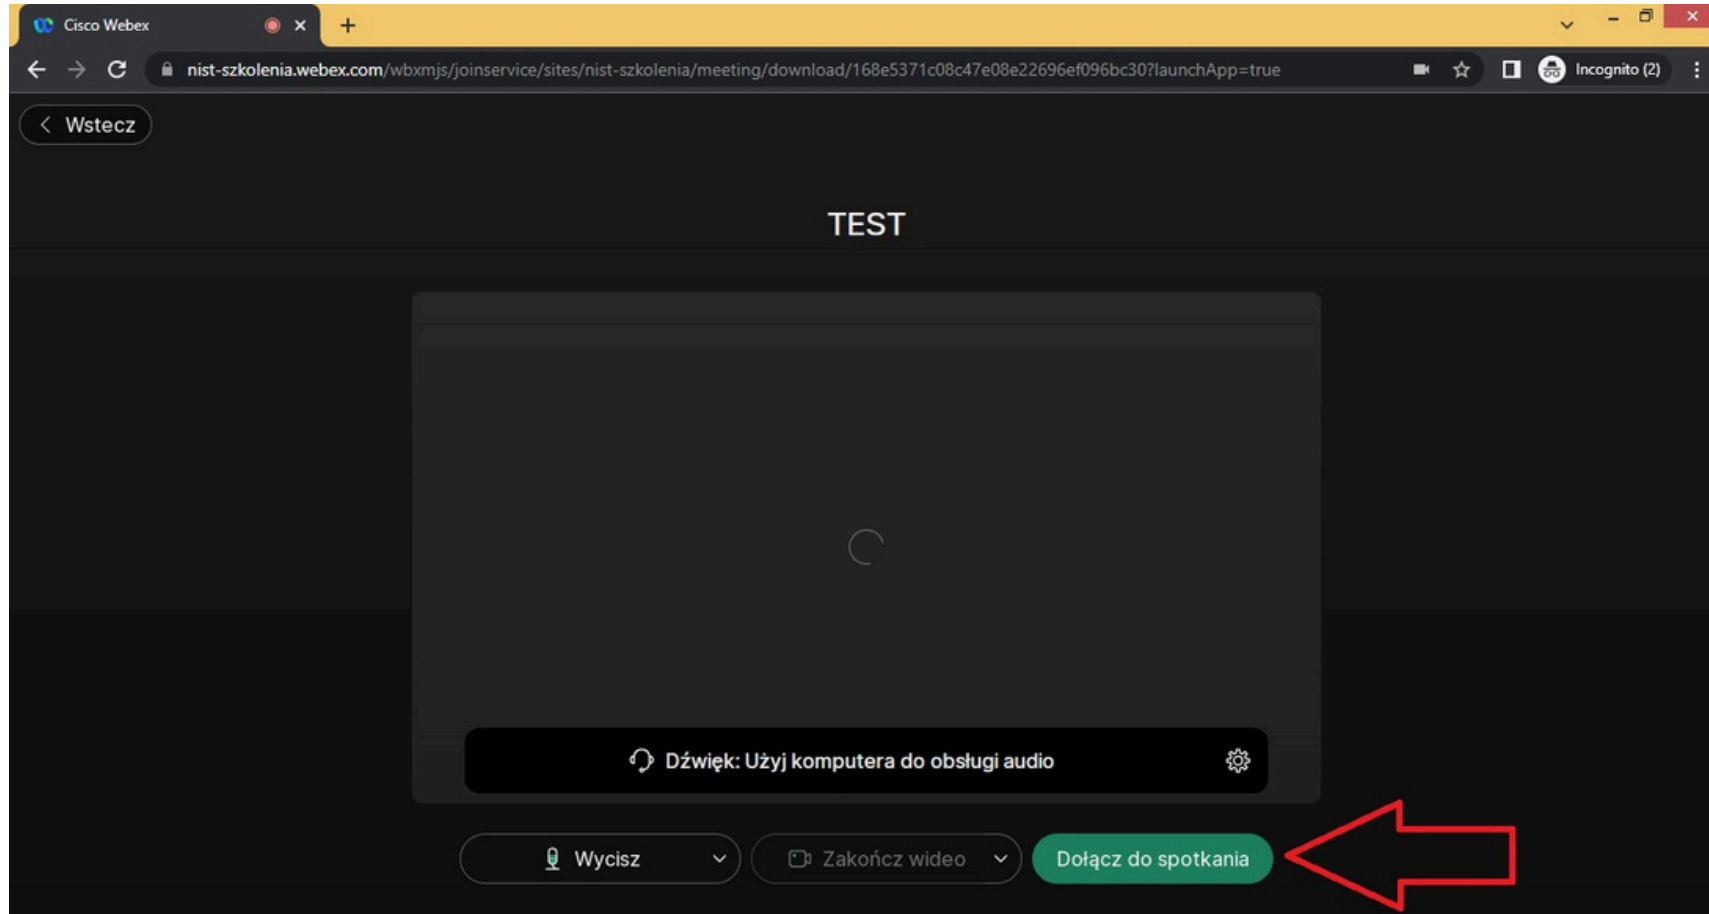 Cisco Webex
nist-szkolenia.webex.com/wbxmjs/joinservice/sites/nist-szkolenia/meeting/download/168e5371c08c47e08e22696ef096bc30?launchApp=true
Incognito (2)
Wstecz
TEST
Dźwięk: Użyj komputera do obsługi audio
Wycisz
Zakończ wideo
Dołącz do spotkania